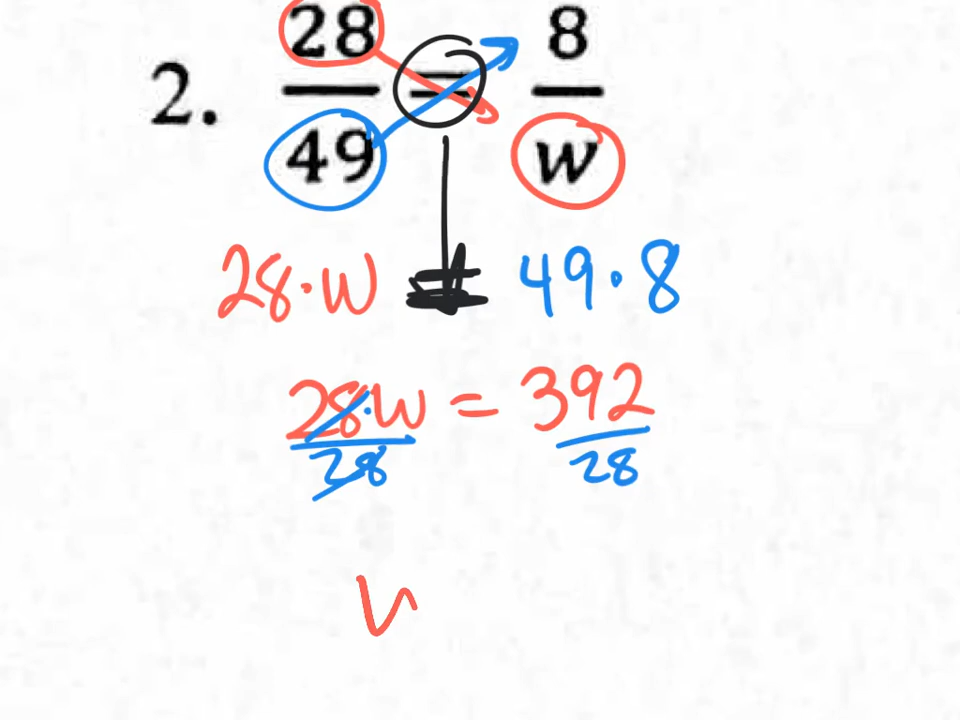 2. 28/49 = 8/w
28·W = 49·8
28·W/28 = 392/28